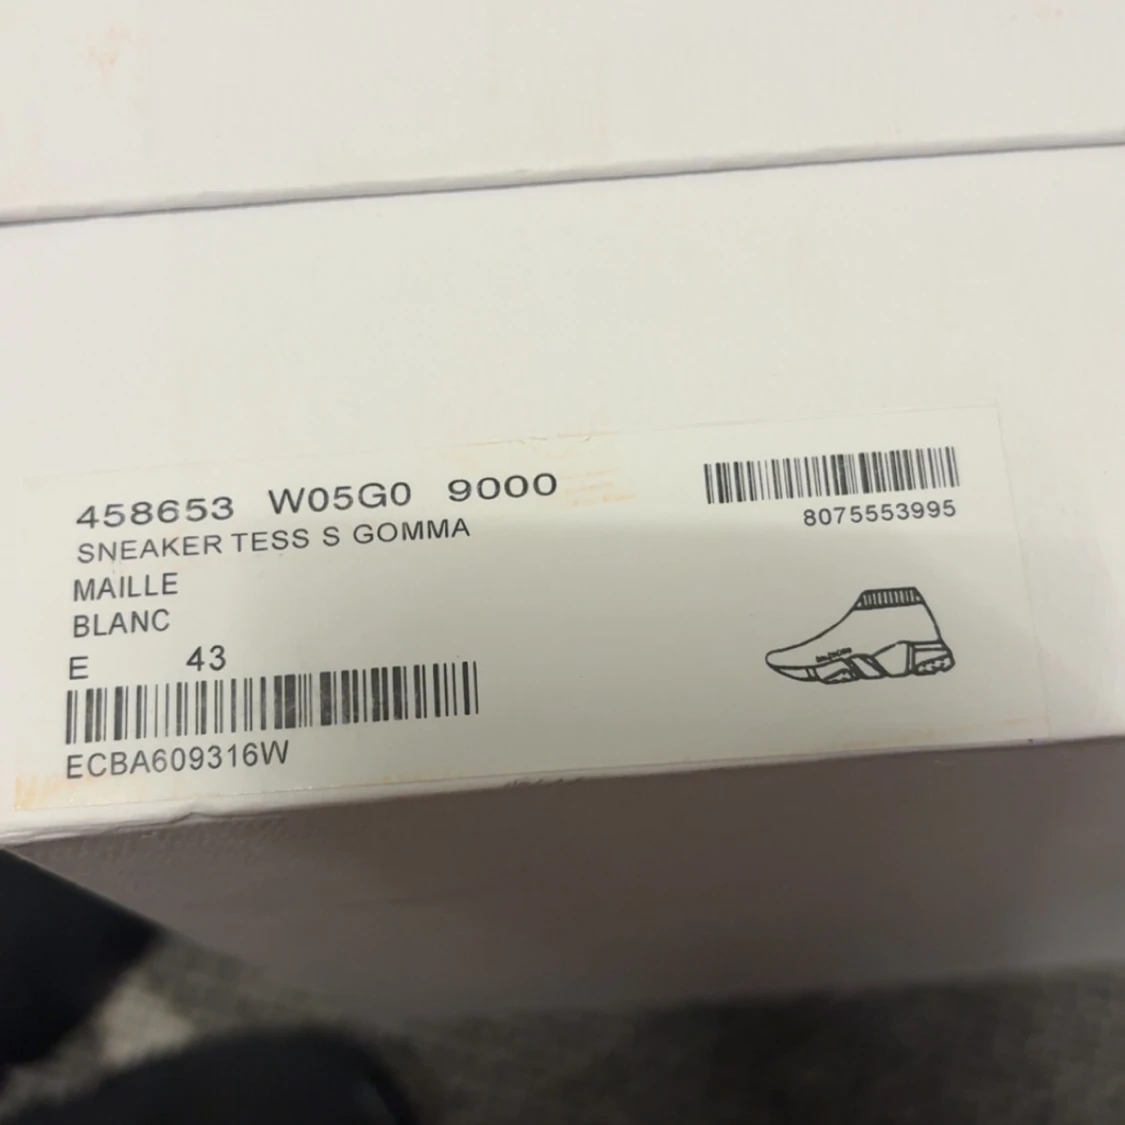 458653 W05G0 9000
SNEAKER TESS S GOMMA
MAILLE
BLANC
E 43
ECBA609316W
8075553995